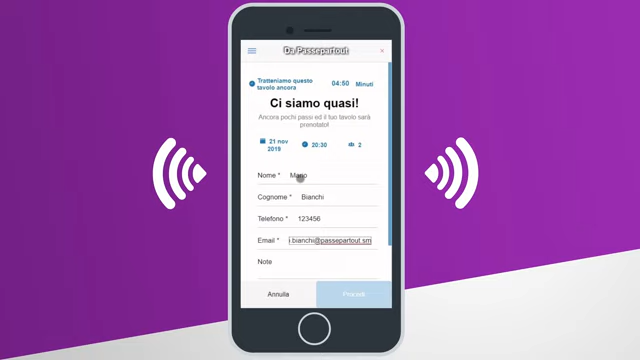 Da Passepartout
×
Tratteniamo questo tavolo ancora
04:50 Minuti
Ci siamo quasi!
Ancora pochi passi ed il tuo tavolo sarà
prenotato!
21 nov 2019
20:30
2
Nome *
Cognome * Bianchi
Telefono * 123456
Email * .bianchi@passepartout.sm
Note
Annulla
Procedi